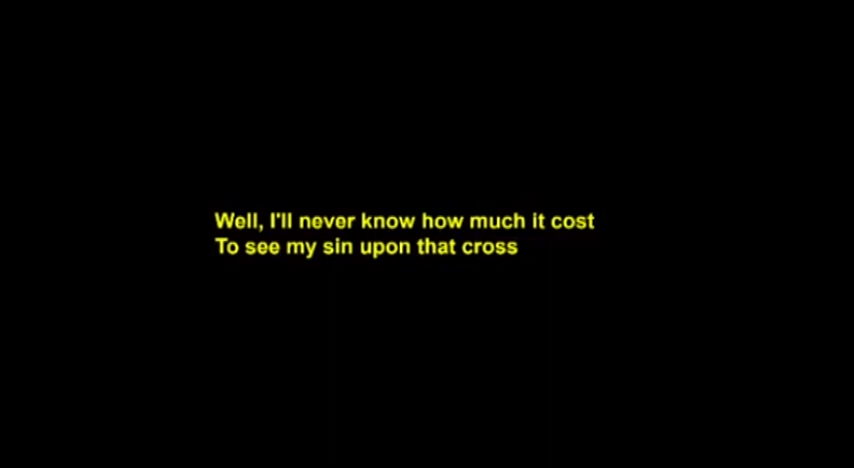 Well, I'll never know how much it cost
To see my sin upon that cross